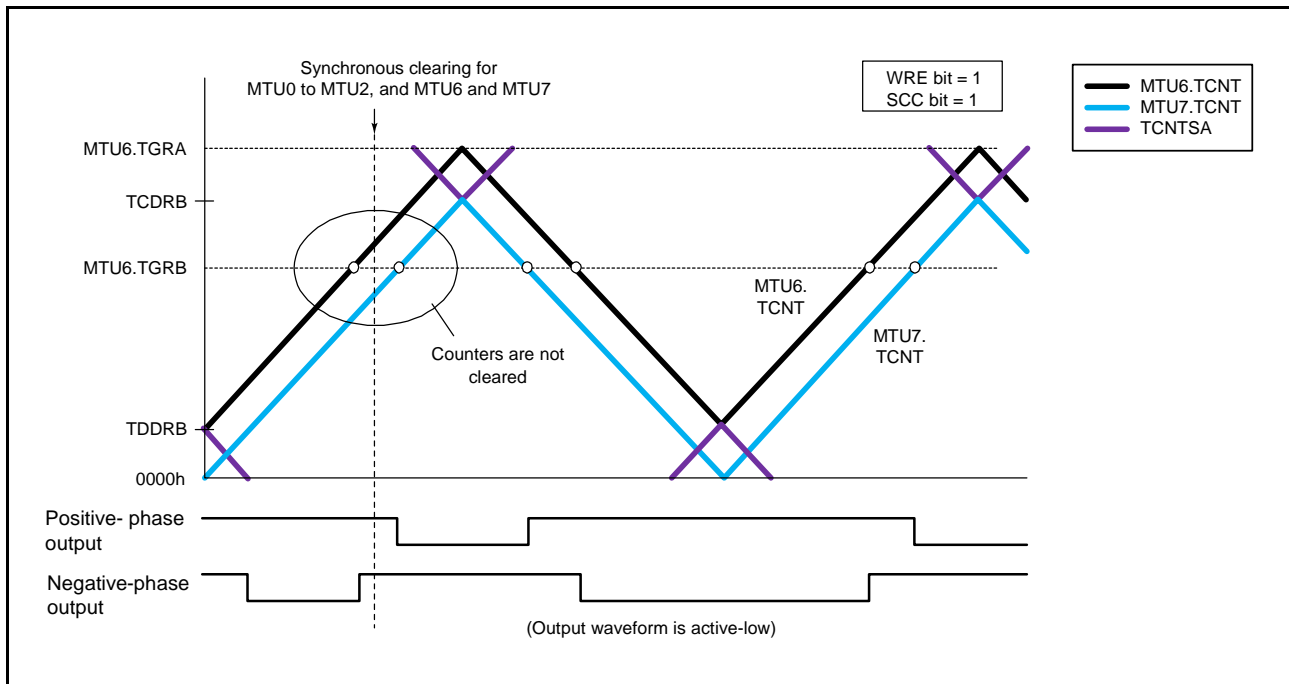 Synchronous clearing for
MTU0 to MTU2, and MTU6 and MTU7
WRE bit = 1
SCC bit = 1
MTU6.TCNT
MTU7.TCNT
TCNTSA
MTU6.TGRA
TCDRB
MTU6.TGRB
MTU6.
TCNT
MTU7.
TCNT
Counters are not
cleared
TDDRB
0000h
Positive- phase
output
Negative-phase
output
(Output waveform is active-low)